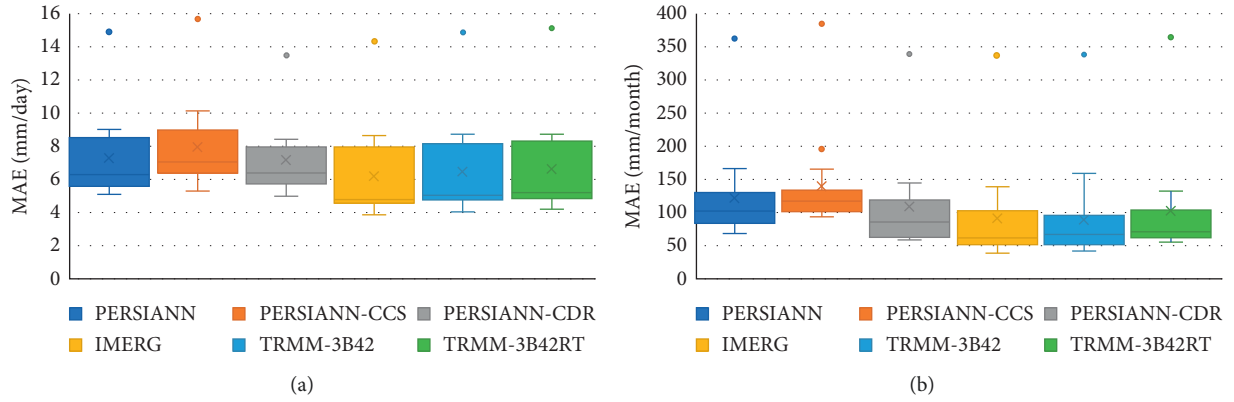 16
14
12
10
8
6
4
2
0
MAE (mm/day)
PERSIANN
PERSIANN-CCS
PERSIANN-CDR
IMERG
TRMM-3B42
TRMM-3B42RT
(a)
400
350
300
250
200
150
100
50
0
MAE (mm/month)
PERSIANN
PERSIANN-CCS
PERSIANN-CDR
IMERG
TRMM-3B42
TRMM-3B42RT
(b)